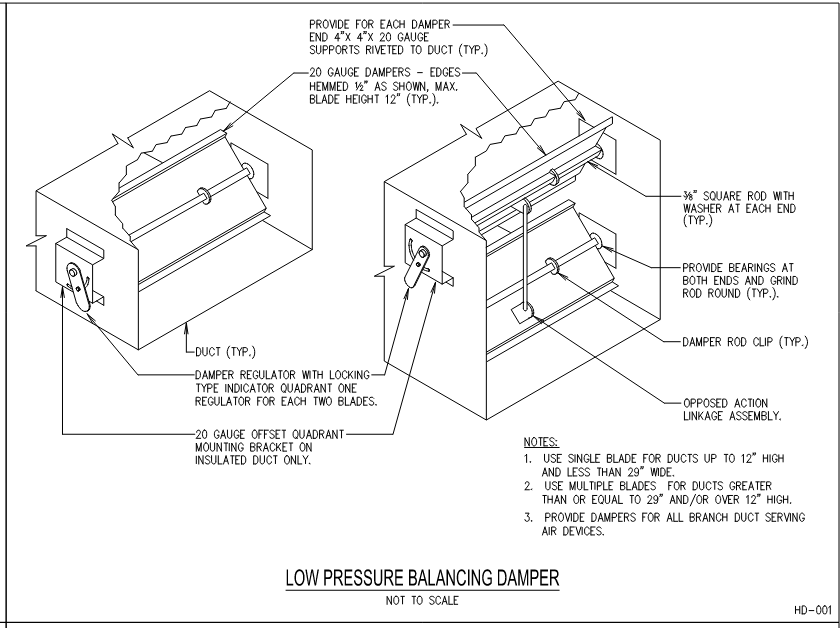 PROVIDE FOR EACH DAMPER
END 4"X 4"X 20 GAUGE
SUPPORTS RIVETED TO DUCT (TYP.)
20 GAUGE DAMPERS - EDGES
HEMMED ½" AS SHOWN, MAX.
BLADE HEIGHT 12" (TYP.).
⅜" SQUARE ROD WITH
WASHER AT EACH END
(TYP.)
PROVIDE BEARINGS AT
BOTH ENDS AND GRIND
ROD ROUND (TYP.).
DAMPER ROD CLIP (TYP.)
DUCT (TYP.)
DAMPER REGULATOR WITH LOCKING
TYPE INDICATOR QUADRANT ONE
REGULATOR FOR EACH TWO BLADES.
OPPOSED ACTION
LINKAGE ASSEMBLY.
20 GAUGE OFFSET QUADRANT
MOUNTING BRACKET ON
INSULATED DUCT ONLY.
NOTES:
1. USE SINGLE BLADE FOR DUCTS UP TO 12" HIGH
AND LESS THAN 29" WIDE.
2. USE MULTIPLE BLADES FOR DUCTS GREATER
THAN OR EQUAL TO 29" AND/OR OVER 12" HIGH.
3. PROVIDE DAMPERS FOR ALL BRANCH DUCT SERVING
AIR DEVICES.
LOW PRESSURE BALANCING DAMPER
NOT TO SCALE
HD-001